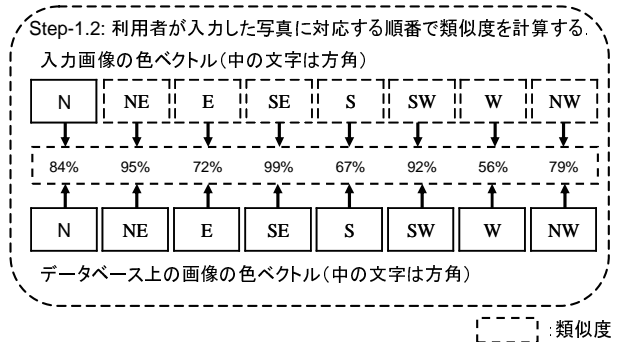 Step-1.2: 利用者が入力した写真に対応する順番で類似度を計算する.
入力画像の色ベクトル(中の文字は方角)
N NE E SE S SW W NW
84% 95% 72% 99% 67% 92% 56% 79%
N NE E SE S SW W NW
データベース上の画像の色ベクトル(中の文字は方角)
:類似度